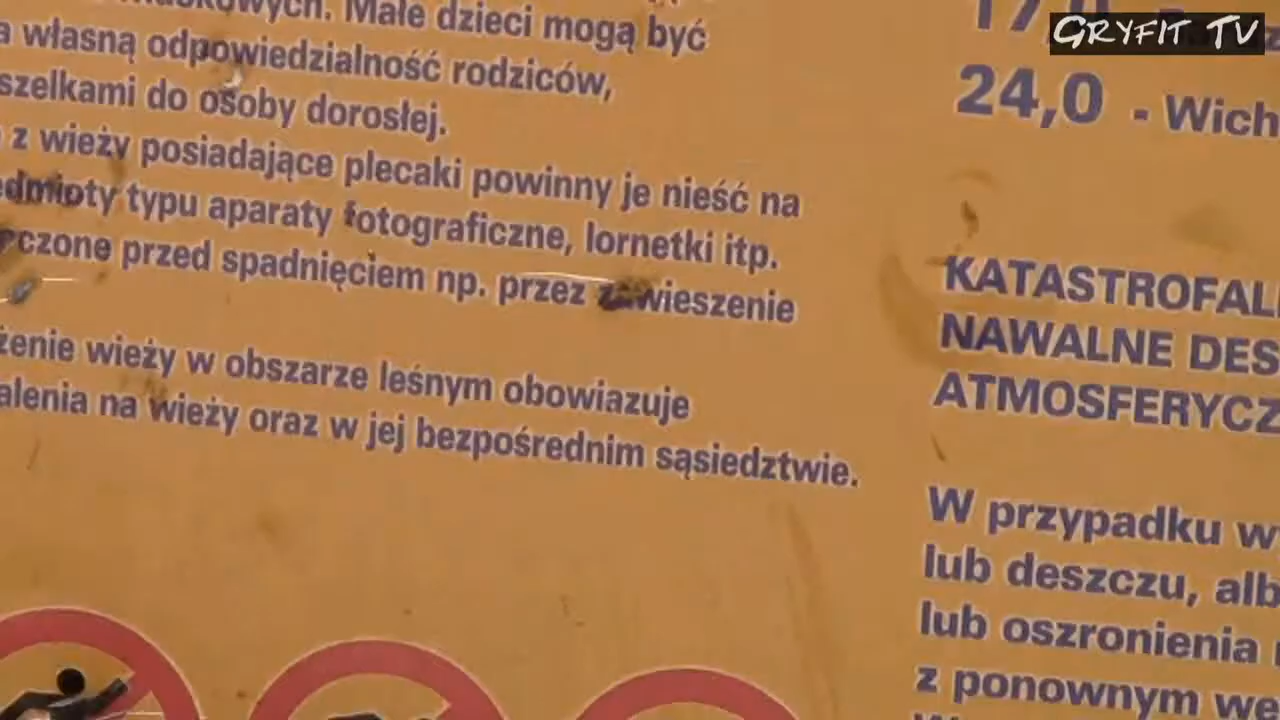 Małe dzieci mogą być
a własną odpowiedzialność rodziców,
szelkami do osoby dorosłej.
z wieży posiadające plecaki powinny je nieść na
typu aparaty fotograficzne, lornetki itp.
czone przed spadnięciem np. przez zawieszenie
żenie wieży w obszarze leśnym obowiazuje
alenia na wieży oraz w jej bezpośrednim sąsiedztwie.
17,0
GRYFIT TV
24,0 - Wich
KATASTROFAL
NAWALNE DES
ATMOSFERYCZ
W przypadku w
lub deszczu, alb
lub oszronienia
z ponownym we